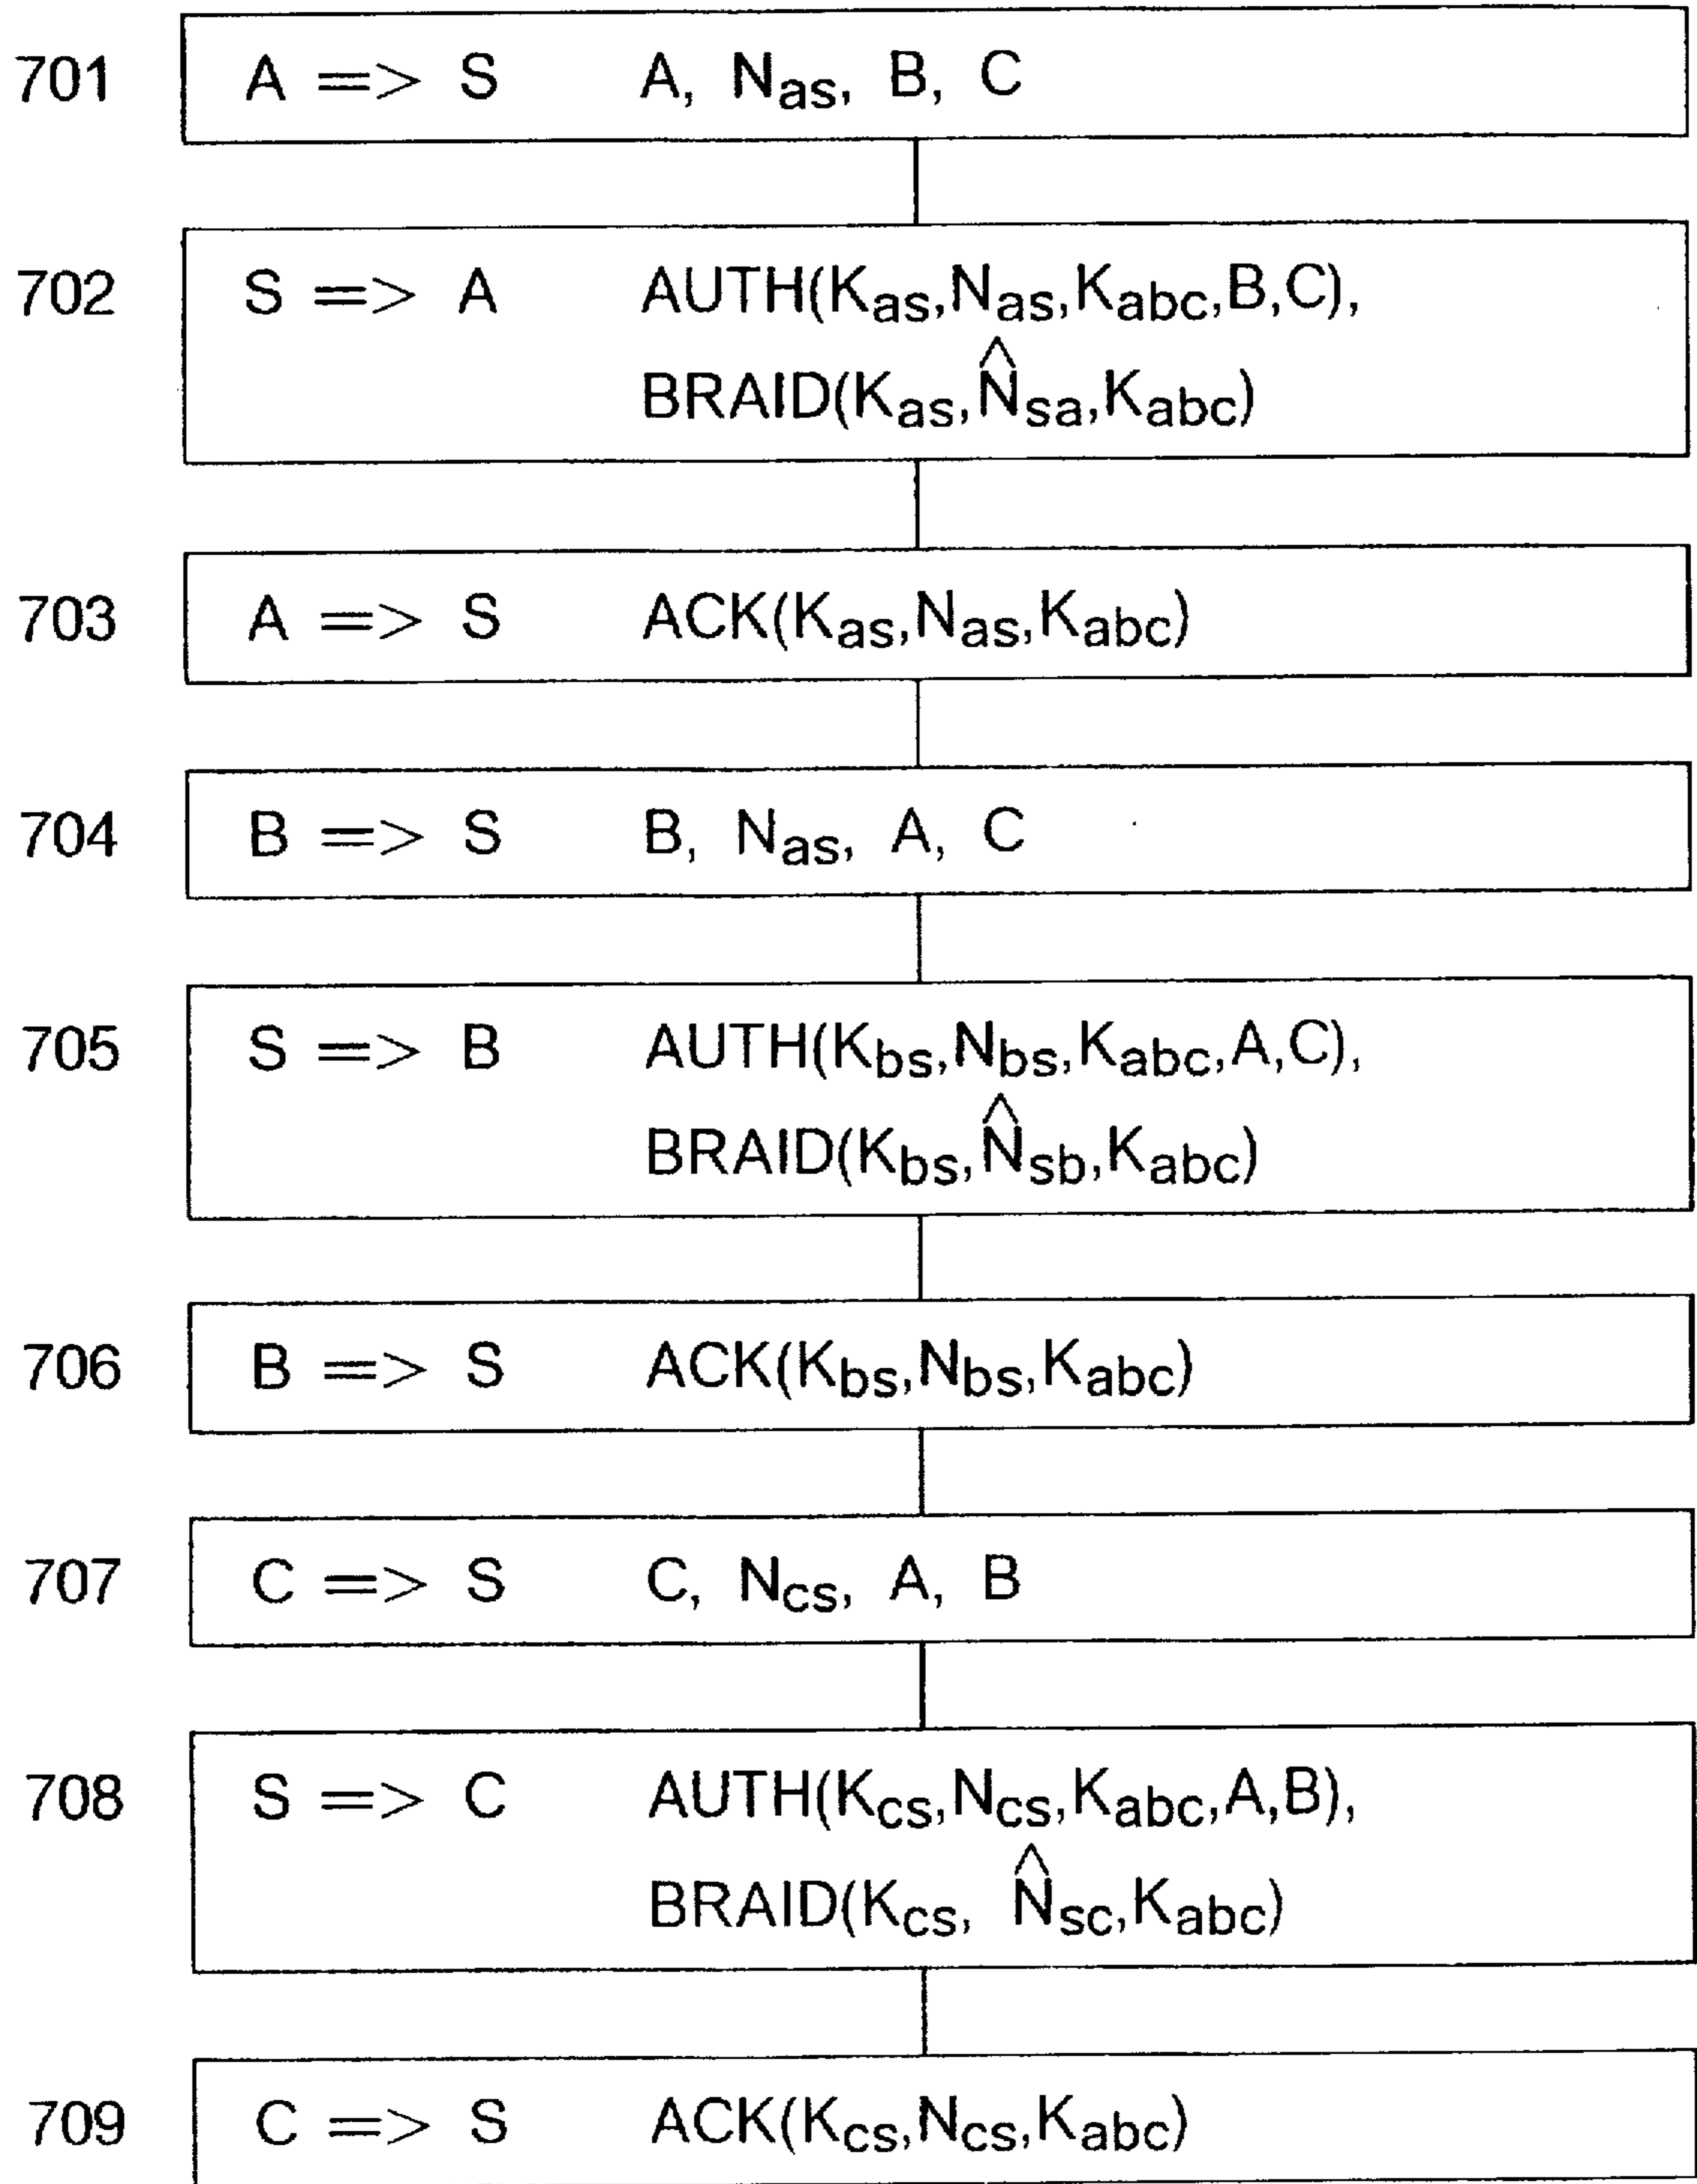 701 A => S A, Nas, B, C
702 S => A AUTH(Kas,Nas,Kabc,B,C),
BRAID(Kas,N̂sa,Kabc)
703 A => S ACK(Kas,Nas,Kabc)
704 B => S B, Nas, A, C
705 S => B AUTH(Kbs,Nbs,Kabc,A,C),
BRAID(Kbs,N̂sb,Kabc)
706 B => S ACK(Kbs,Nbs,Kabc)
707 C => S C, Ncs, A, B
708 S => C AUTH(Kcs,Ncs,Kabc,A,B),
BRAID(Kcs, N̂sc,Kabc)
709 C => S ACK(Kcs,Ncs,Kabc)